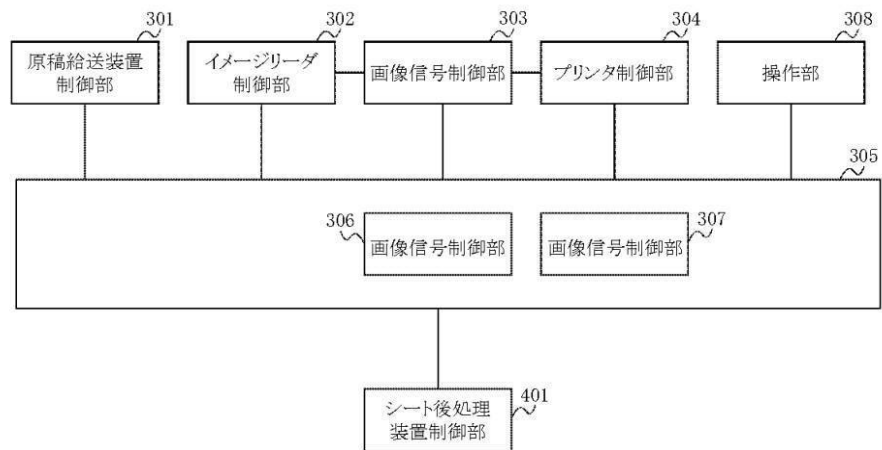 301
原稿給送装置
制御部
302
イメージリーダ
制御部
303
画像信号制御部
304
プリンタ制御部
308
操作部
305
306
画像信号制御部
307
画像信号制御部
401
シート後処理
装置制御部